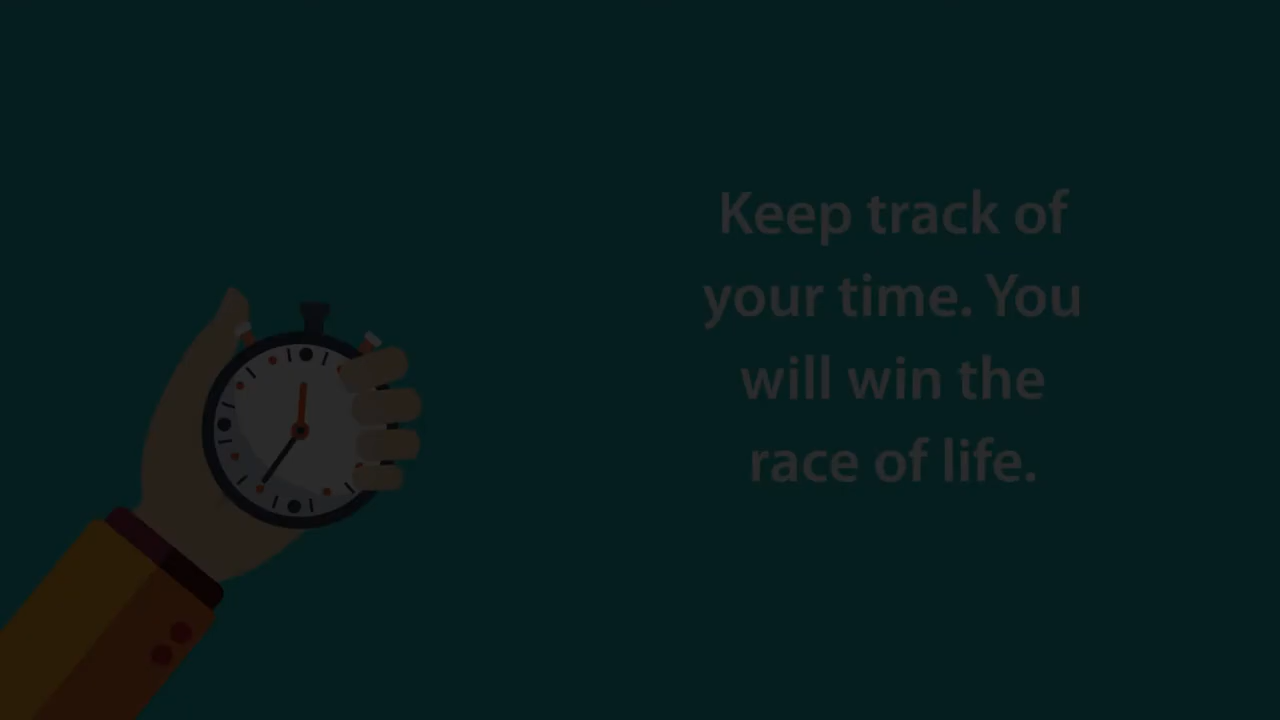 Keep track of
your time. You
will win the
race of life.